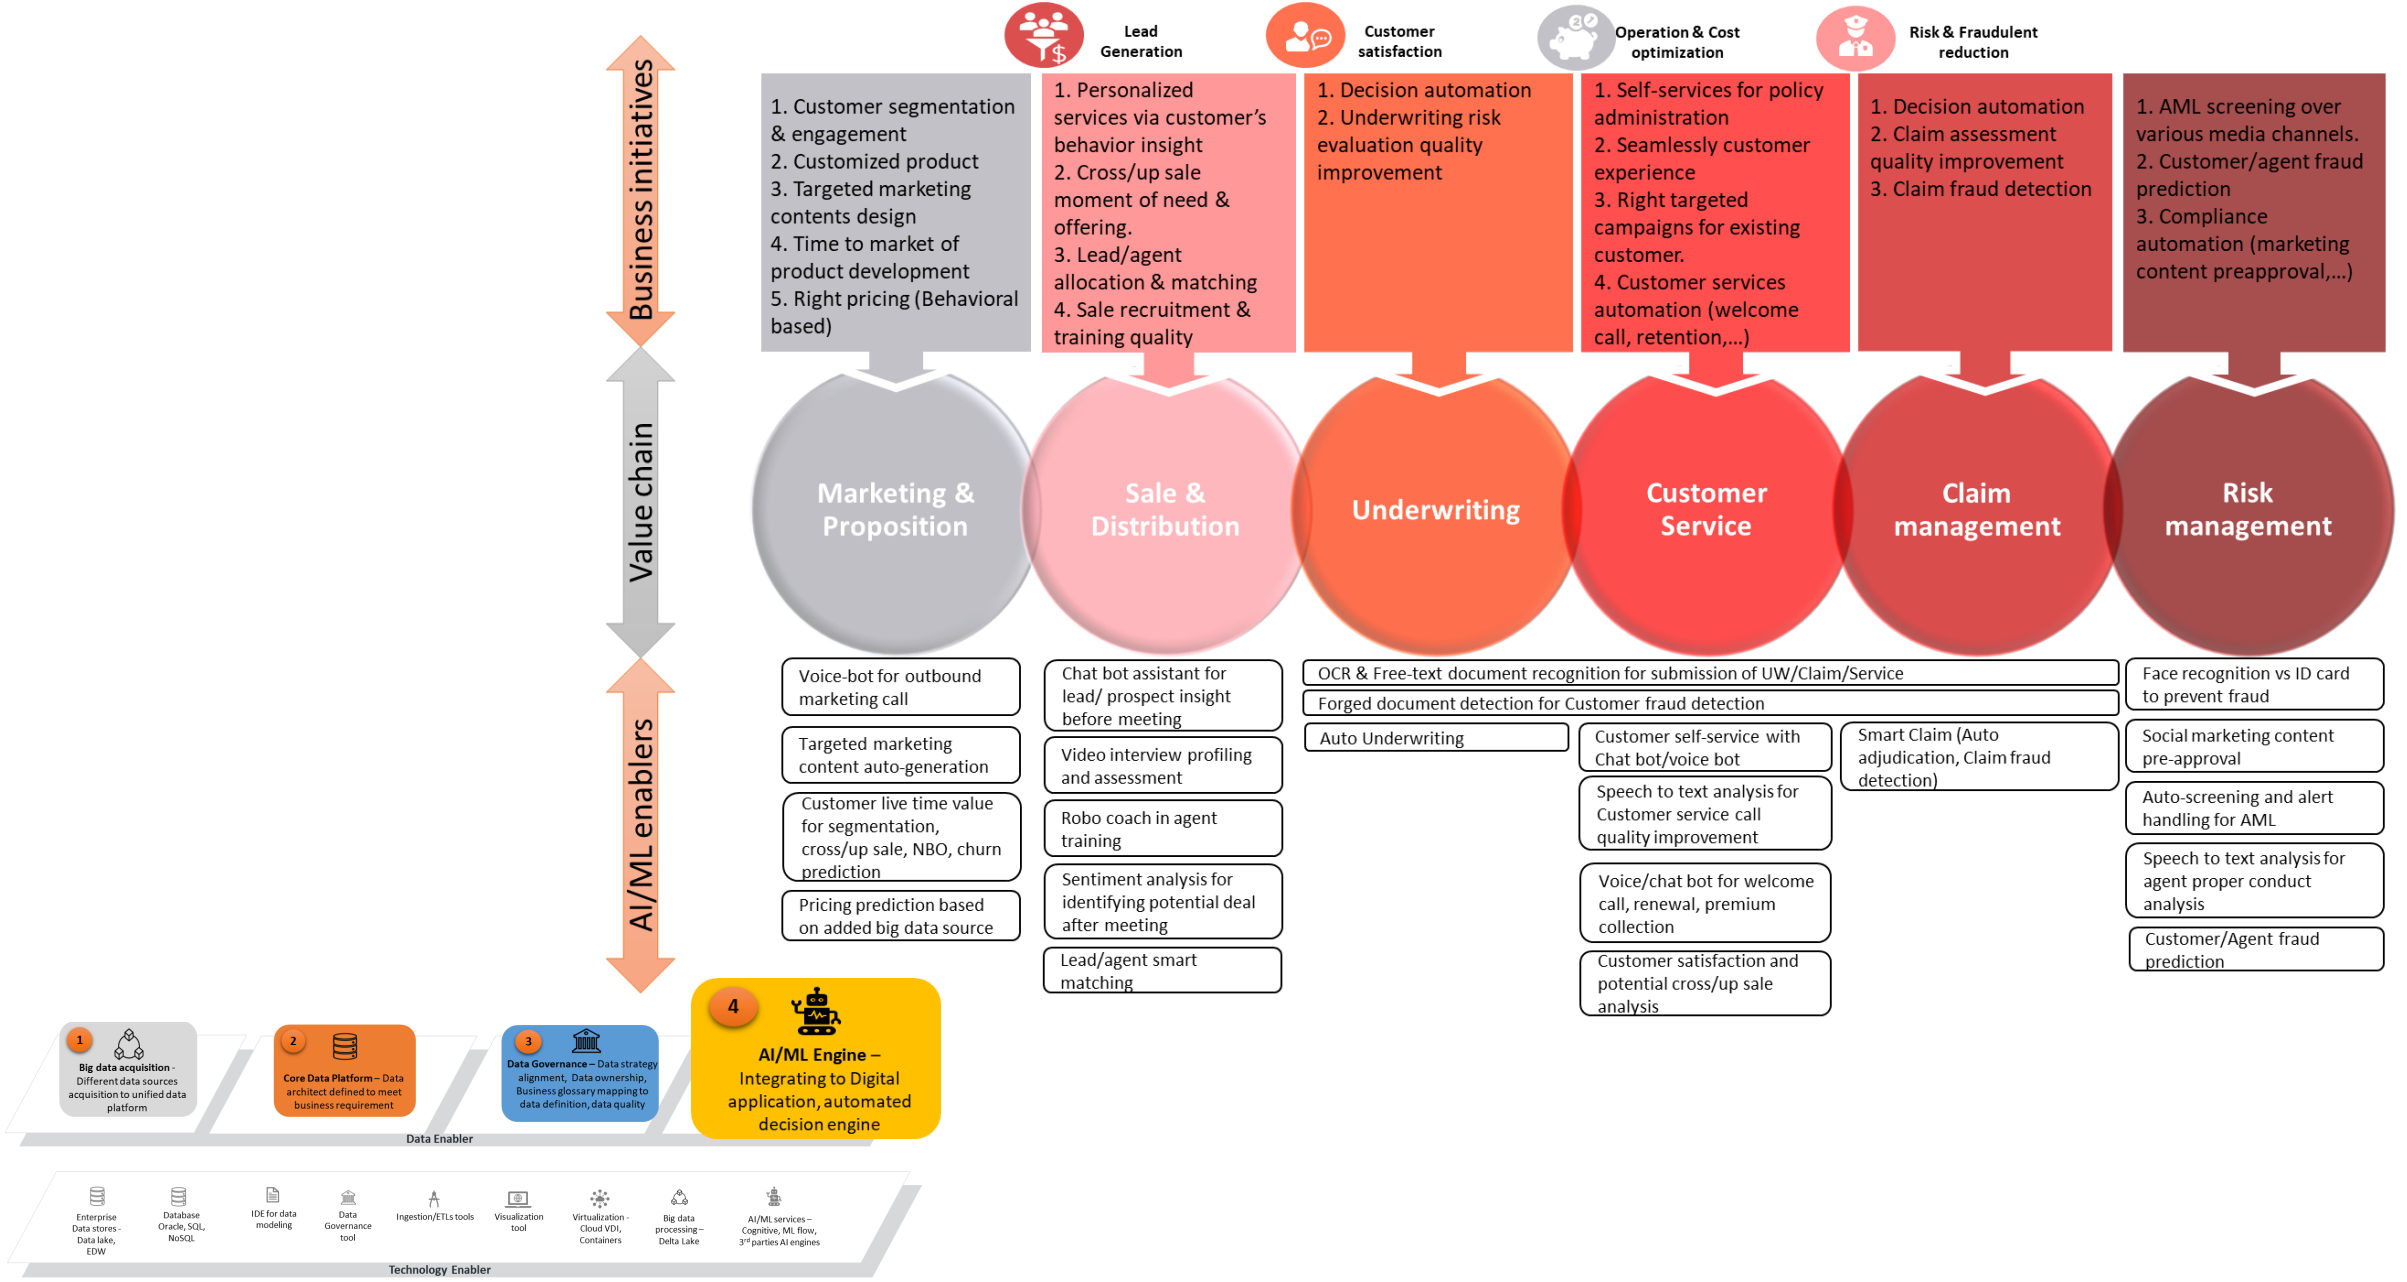 Lead
Generation
Customer
satisfaction
Operation & Cost
optimization
Risk & Fraudulent
reduction
Business initiatives
1. Customer segmentation
& engagement
2. Customized product
3. Targeted marketing
contents design
4. Time to market of
product development
5. Right pricing (Behavioral
based)
1. Personalized
services via customer's
behavior insight
2. Cross/up sale
moment of need &
offering.
3. Lead/agent
allocation & matching
4. Sale recruitment &
training quality
1. Decision automation
2. Underwriting risk
evaluation quality
improvement
1. Self-services for policy
administration
2. Seamlessly customer
experience
3. Right targeted
campaigns for existing
customer.
4. Customer services
automation (welcome
call, retention,...)
1. Decision automation
2. Claim assessment
quality improvement
3. Claim fraud detection
1. AML screening over
various media channels.
2. Customer/agent fraud
prediction
3. Compliance
automation (marketing
content preapproval,...)
Value chain
Marketing &
Proposition
Sale &
Distribution
Underwriting
Customer
Service
Claim
management
Risk
management
AI/ML enablers
Voice-bot for outbound
marketing call
Targeted marketing
content auto-generation
Customer live time value
for segmentation,
cross/up sale, NBO, churn
prediction
Pricing prediction based
on added big data source
Chat bot assistant for
lead/ prospect insight
before meeting
Video interview profiling
and assessment
Robo coach in agent
training
Sentiment analysis for
identifying potential deal
after meeting
Lead/agent smart
matching
OCR & Free-text document recognition for submission of UW/Claim/Service
Forged document detection for Customer fraud detection
Auto Underwriting
Customer self-service with
Chat bot/voice bot
Speech to text analysis for
Customer service call
quality improvement
Voice/chat bot for welcome
call, renewal, premium
collection
Customer satisfaction and
potential cross/up sale
analysis
Smart Claim (Auto
adjudication, Claim fraud
detection)
Face recognition vs ID card
to prevent fraud
Social marketing content
pre-approval
Auto-screening and alert
handling for AML
Speech to text analysis for
agent proper conduct
analysis
Customer/Agent fraud
prediction
1
Big data acquisition -
Different data sources
acquisition to unified data
platform
2
Core Data Platform – Data
architect defined to meet
business requirement
3
Data Governance – Data strategy
alignment, Data ownership,
Business glossary mapping to
data definition, data quality
4
AI/ML Engine –
Integrating to Digital
application, automated
decision engine
Data Enabler
Enterprise
Data stores -
Data lake,
EDW
Database
Oracle, SQL,
NoSQL
IDE for data
modeling
Data
Governance
tool
Ingestion/ETLs tools
Visualization
tool
Virtualization -
Cloud VDI,
Containers
Big data
processing –
Delta Lake
AI/ML services –
Cognitive, ML flow,
3rd parties AI engines
Technology Enabler